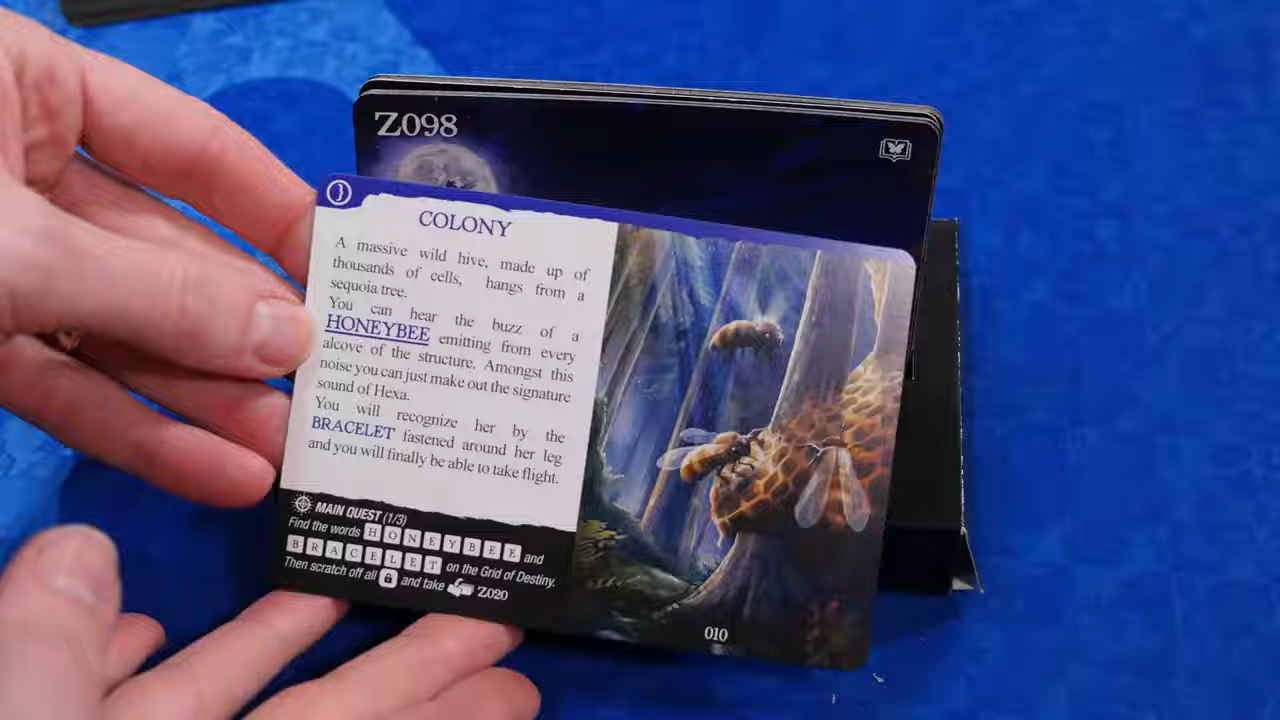 Z098
COLONY
A massive wild hive, made up of
thousands of cells, hangs from a
sequoia tree.
You can hear the buzz of a
HONEYBEE emitting from every
alcove of the structure. Amongst this
noise you can just make out the signature
sound of Hexa.
You will recognize her by the
BRACELET fastened around her leg
and you will finally be able to take flight.
MAIN QUEST (1/3)
Find the words HONEYBEE and
BRACELET on the Grid of Destiny.
Then scratch off all and take Z020
010